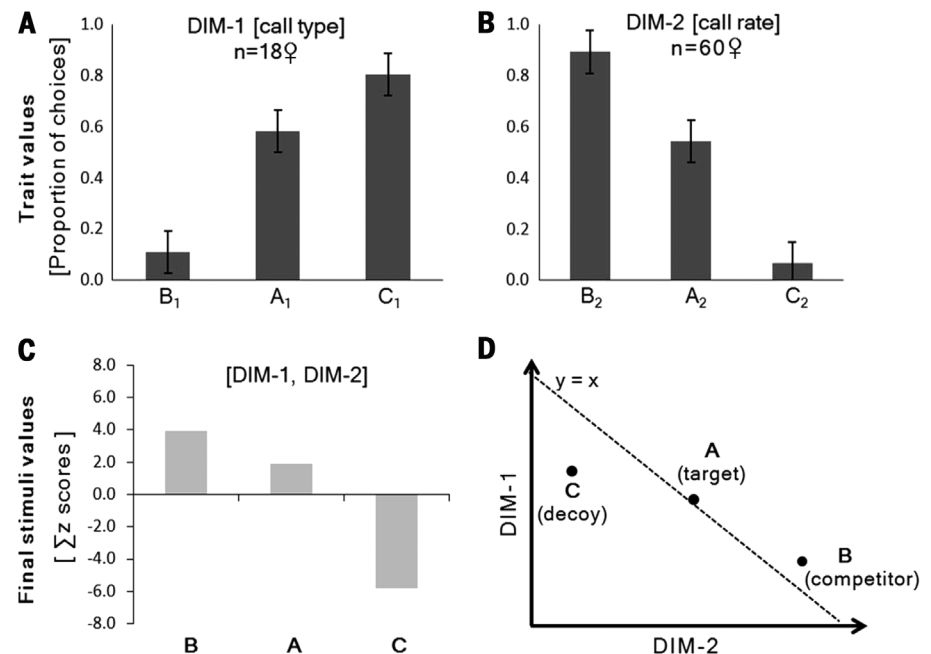 A
DIM-1 [call type]
n=18♀
Trait values
[Proportion of choices]
1.0
0.8
0.6
0.4
0.2
0.0
B₁ A₁ C₁
B
DIM-2 [call rate]
n=60♀
1.0
0.8
0.6
0.4
0.2
0.0
B₂ A₂ C₂
C
[DIM-1, DIM-2]
Final stimuli values
[ ∑z scores ]
8.0
6.0
4.0
2.0
0.0
-2.0
-4.0
-6.0
-8.0
B A C
D
y = x
DIM-1
A
(target)
C
(decoy)
B
(competitor)
DIM-2